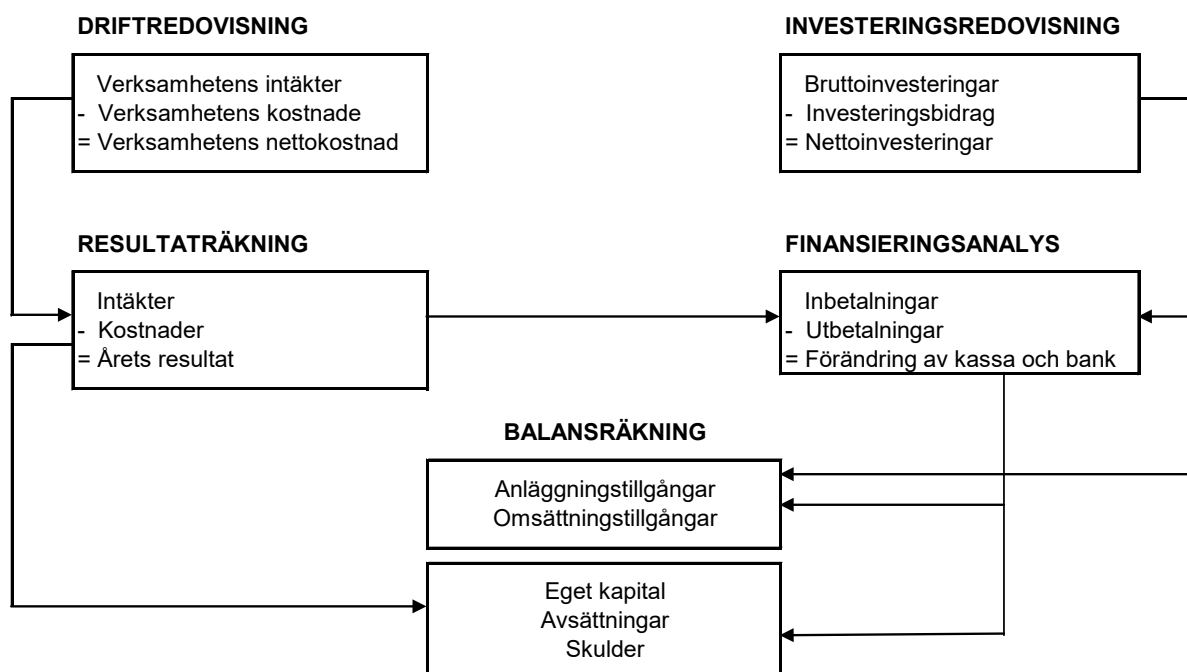 DRIFTREDOVISNING
Verksamhetens intäkter
- Verksamhetens kostnade
= Verksamhetens nettokostnad
INVESTERINGSREDOVISNING
Bruttoinvesteringar
- Investeringsbidrag
= Nettoinvesteringar
RESULTATRÄKNING
Intäkter
- Kostnader
= Årets resultat
FINANSIERINGSANALYS
Inbetalningar
- Utbetalningar
= Förändring av kassa och bank
BALANSRÄKNING
Anläggningstillgångar
Omsättningstillgångar
Eget kapital
Avsättningar
Skulder